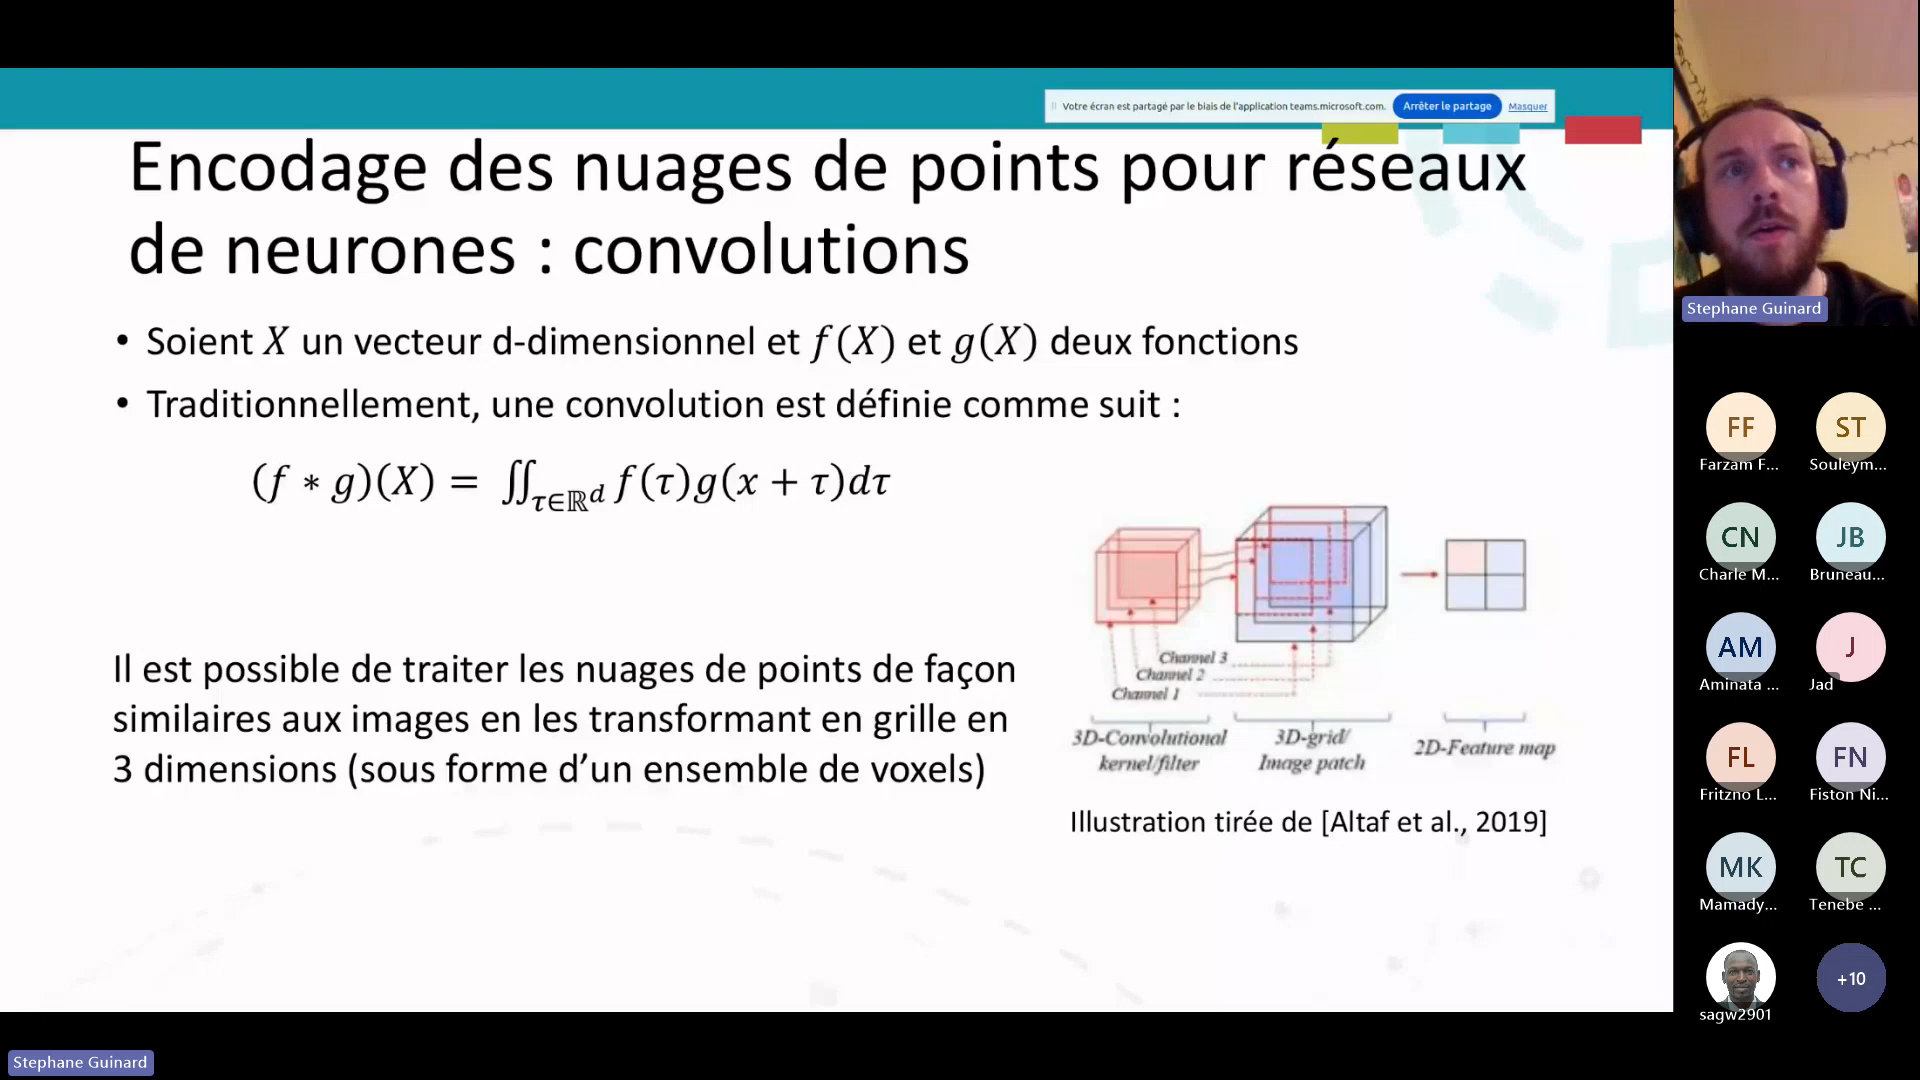 Votre écran est partagé par le biais de l'application teams.microsoft.com. Arrêter le partage Masquer
Encodage des nuages de points pour réseaux
de neurones : convolutions
• Soient X un vecteur d-dimensionnel et f(X) et g(X) deux fonctions
• Traditionnellement, une convolution est définie comme suit :
(f ∗ g)(X) = ∬τ∈ℝᵈ f(τ)g(x + τ)dτ
Il est possible de traiter les nuages de points de façon
similaires aux images en les transformant en grille en
3 dimensions (sous forme d'un ensemble de voxels)
Channel 3
Channel 2
Channel 1
3D-Convolutional
kernel/filter
3D-grid/
Image patch
2D-Feature map
Illustration tirée de [Altaf et al., 2019]
Stephane Guinard
FF
Farzam F...
ST
Souleym...
CN
Charle M...
JB
Bruneau...
AM
Aminata ...
J
Jad
FL
Fritzno L...
FN
Fiston Ni...
MK
Mamady...
TC
Tenebe ...
sagw2901
+10
Stephane Guinard